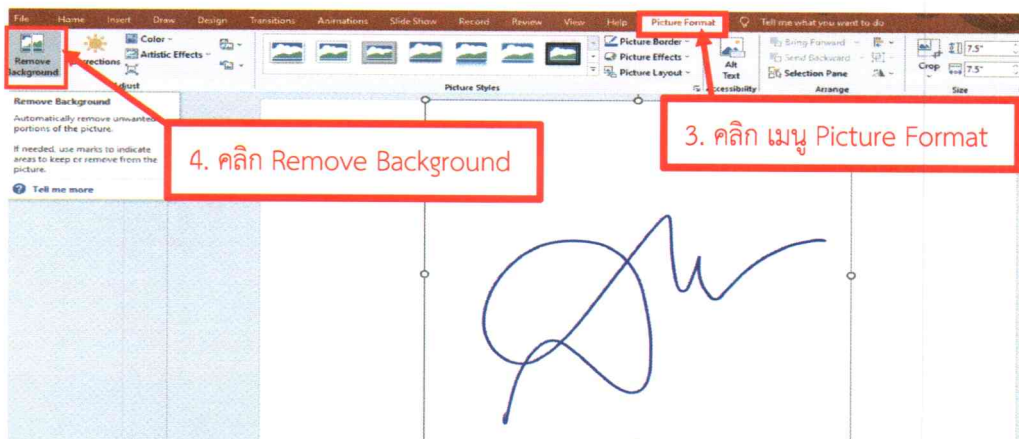 File Home Insert Draw Design Transitions Animations Slide Show Record Review View Help Picture Format Tell me what you want to do
Remove Background
Color
Artistic Effects
Adjust
Picture Styles
Picture Border
Picture Effects
Picture Layout
Alt Text
Accessibility
Bring Forward
Send Backward
Selection Pane
Arrange
Crop
7.5"
7.5"
Size
Remove Background
Automatically remove unwanted
portions of the picture.
If needed, use marks to indicate
areas to keep or remove from the
picture.
Tell me more
4. คลิก Remove Background
3. คลิก เมนู Picture Format